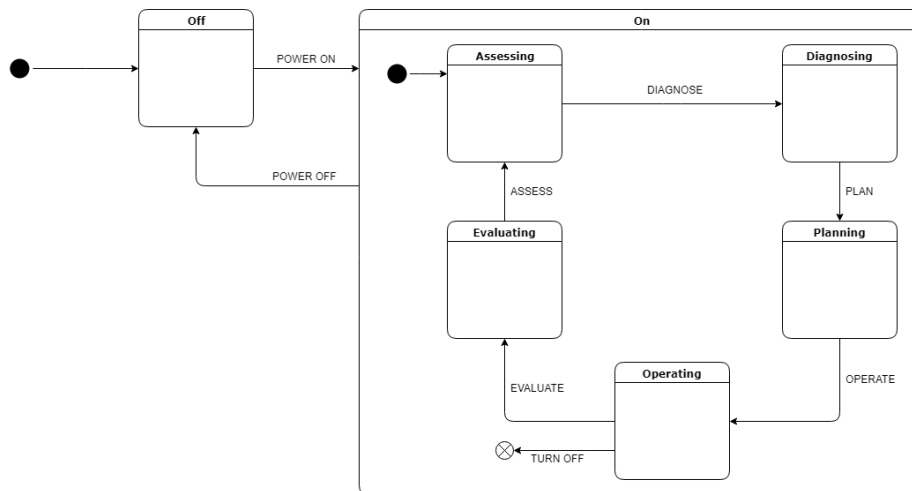 Off
On
POWER ON
Assessing
Diagnosing
DIAGNOSE
POWER OFF
ASSESS
PLAN
Evaluating
Planning
Operating
OPERATE
EVALUATE
TURN OFF